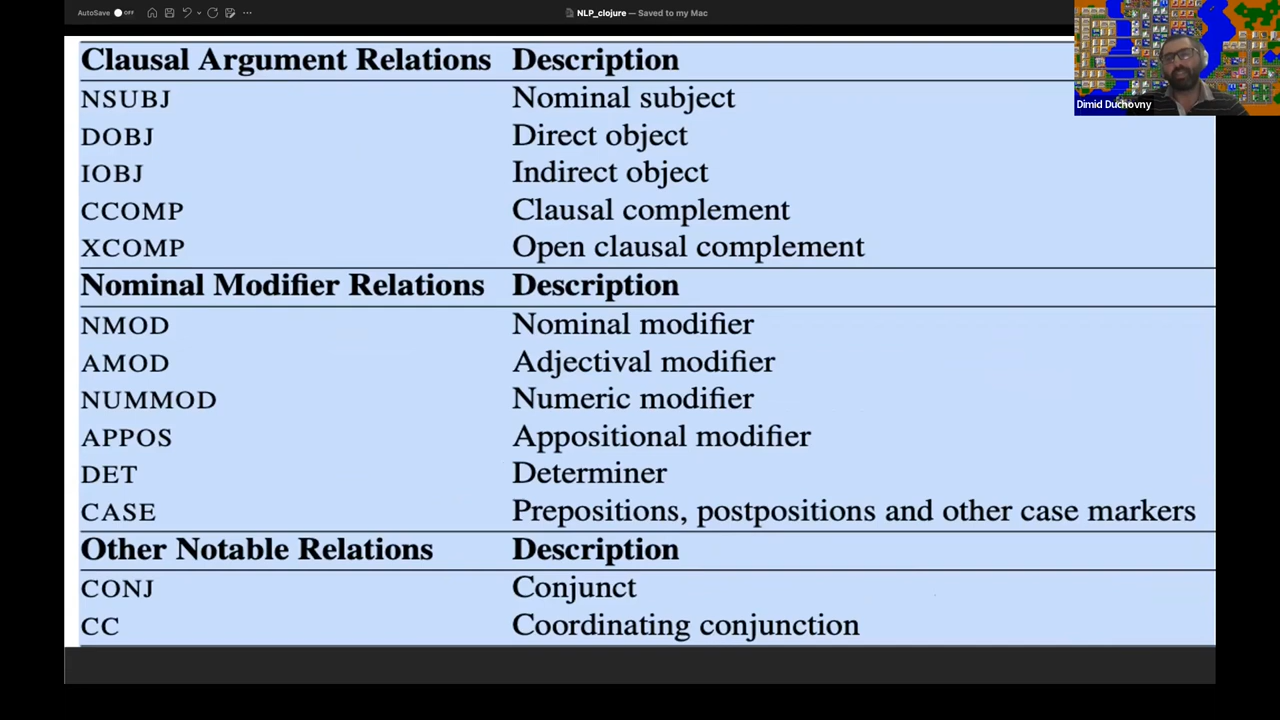 AutoSave OFF
NLP_clojure — Saved to my Mac
Dimid Duchovny
Clausal Argument Relations Description
NSUBJ Nominal subject
DOBJ Direct object
IOBJ Indirect object
CCOMP Clausal complement
XCOMP Open clausal complement
Nominal Modifier Relations Description
NMOD Nominal modifier
AMOD Adjectival modifier
NUMMOD Numeric modifier
APPOS Appositional modifier
DET Determiner
CASE Prepositions, postpositions and other case markers
Other Notable Relations Description
CONJ Conjunct
CC Coordinating conjunction